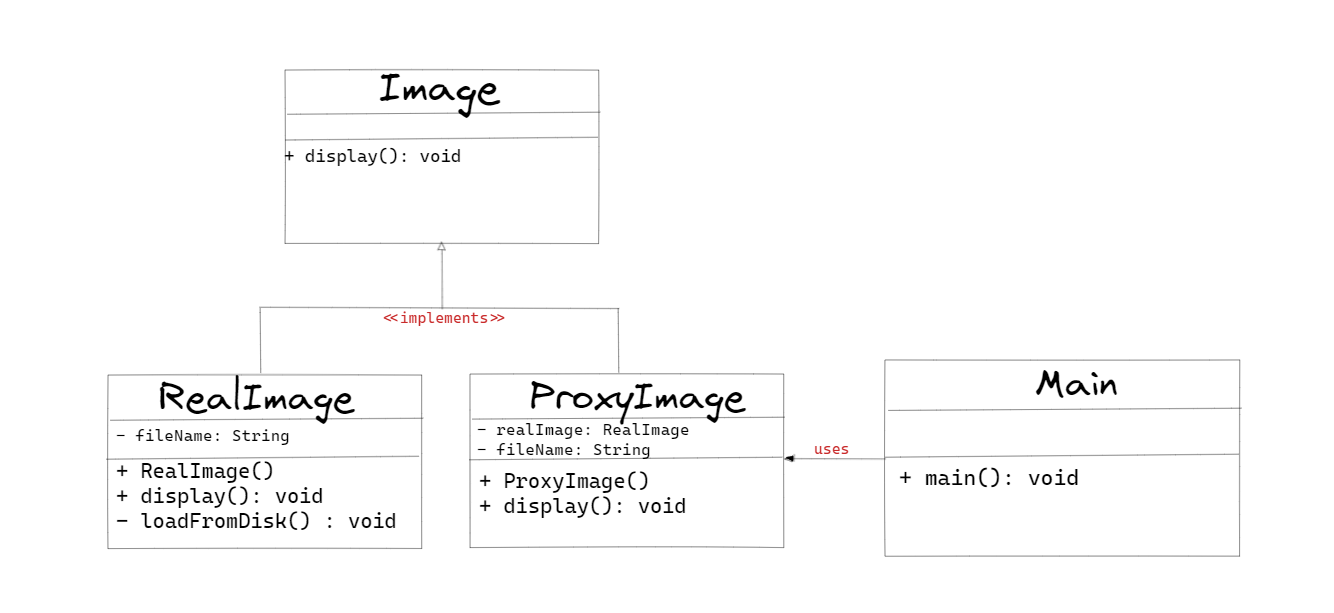 Image
+ display(): void
<<implements>>
RealImage
- fileName: String
+ RealImage()
+ display(): void
- loadFromDisk() : void
ProxyImage
- realImage: RealImage
- fileName: String
+ ProxyImage()
+ display(): void
uses
Main
+ main(): void